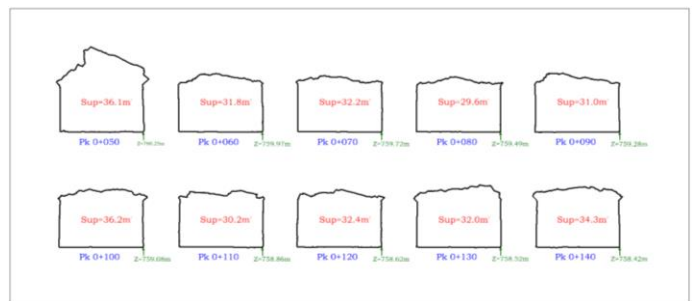 Sup=36.1m Sup=31.8m Sup=32.2m Sup=29.6m Sup=31.0m
Pk 0+050 Pk 0+060 Z=759.97m Pk 0+070 Z=759.72m Pk 0+080 Z=759.49m Pk 0+090 Z=759.28m
Sup=36.2m Sup=30.2m Sup=32.4m Sup=32.0m Sup=34.3m
Pk 0+100 Z=759.08m Pk 0+110 Z=758.86m Pk 0+120 Z=758.62m Pk 0+130 Z=758.52m Pk 0+140 Z=758.42m